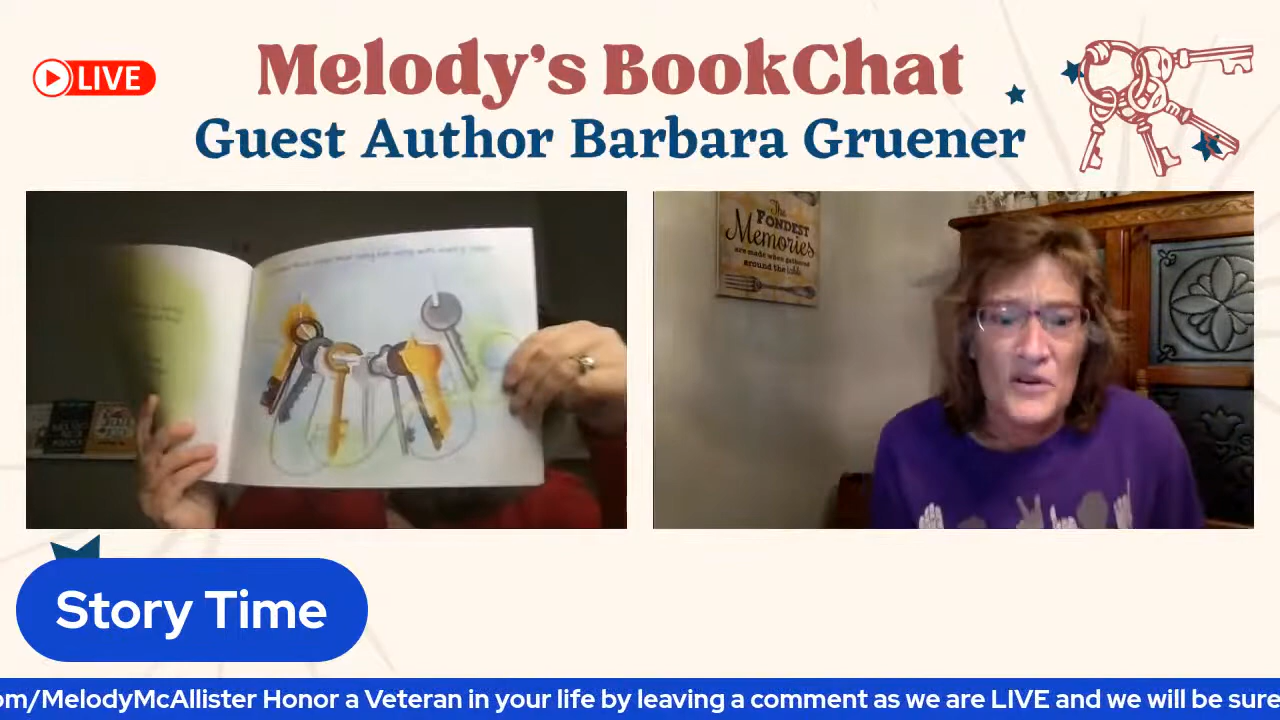 LIVE
Melody's BookChat
Guest Author Barbara Gruener
The
FONDEST
Memories
are made when gathered
around the table
Story Time
om/MelodyMcAllister Honor a Veteran in your life by leaving a comment as we are LIVE and we will be sure